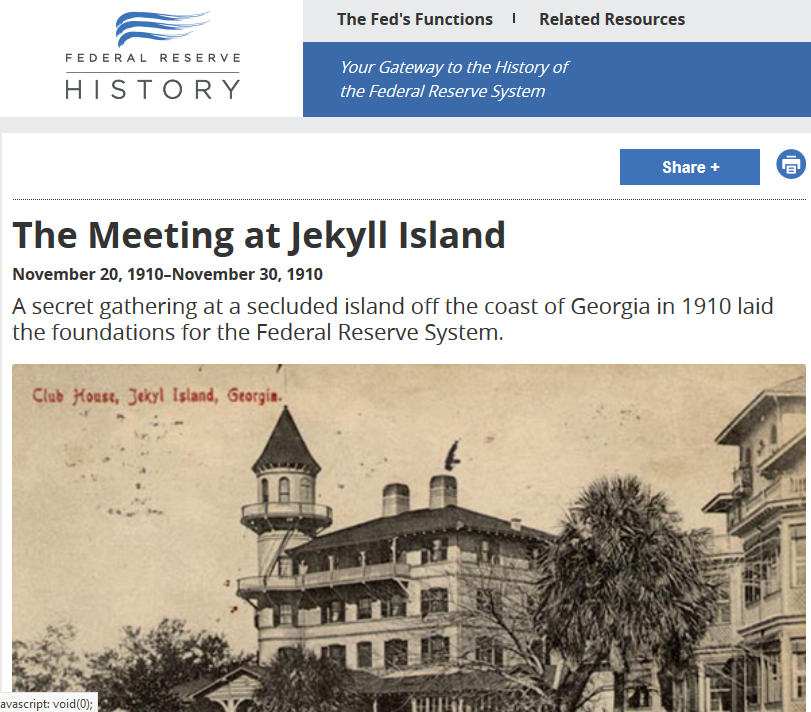 The Fed's Functions | Related Resources
FEDERAL RESERVE
HISTORY
Your Gateway to the History of
the Federal Reserve System
Share +
The Meeting at Jekyll Island
November 20, 1910–November 30, 1910
A secret gathering at a secluded island off the coast of Georgia in 1910 laid
the foundations for the Federal Reserve System.
Club House, Jekyl Island, Georgia.
avascript: void(0);